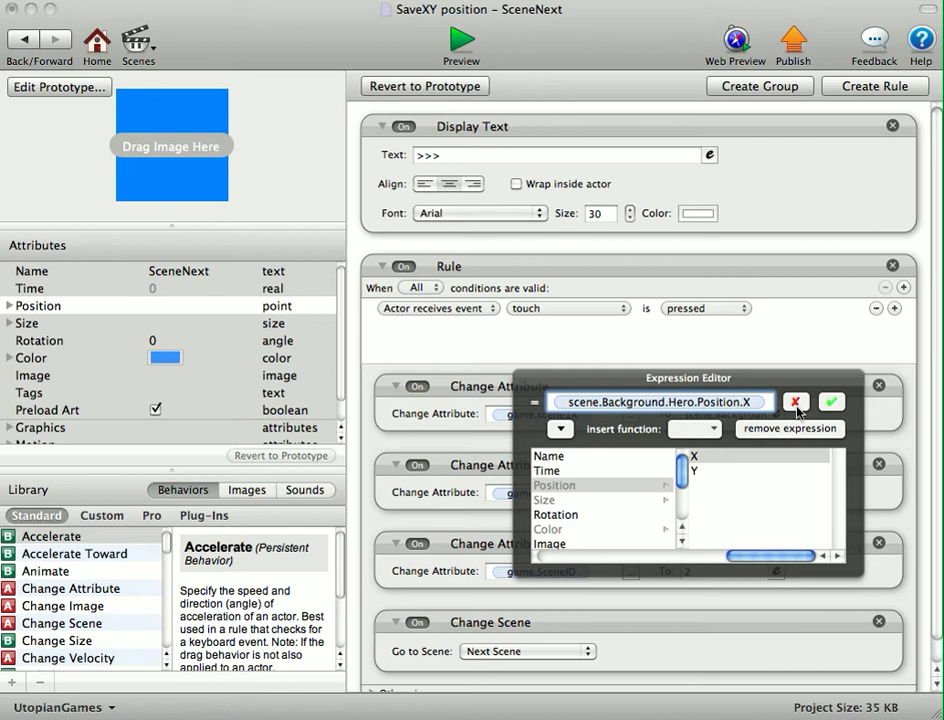 SaveXY position - SceneNext
Back/Forward Home Scenes Preview Web Preview Publish Feedback Help
Edit Prototype...
Drag Image Here
Attributes
Name SceneNext text
Time 0 real
Position point
Size size
Rotation 0 angle
Color color
Image image
Tags text
Preload Art boolean
Graphics attributes
Revert to Prototype
Library Behaviors Images Sounds
Standard Custom Pro Plug-Ins
B Accelerate
B Accelerate Toward
B Animate
A Change Attribute
A Change Image
A Change Scene
B Change Size
A Change Velocity
Accelerate (Persistent
Behavior)
Specify the speed and
direction (angle) of
acceleration of an actor. Best
used in a rule that checks for
a keyboard event. Note: If the
drag behavior is not also
applied to an actor.
+ −
UtopianGames
Revert to Prototype Create Group Create Rule
On Display Text
Text: >>> e
Align: Wrap inside actor
Font: Arial Size: 30 Color:
On Rule
When All conditions are valid:
Actor receives event touch is pressed
On Change Attribute
Change Attribute:
On Change
Change Attribute:
On Change
Change Attribute: game.SceneID To: 2 e
On Change Scene
Go to Scene: Next Scene
Expression Editor
= scene.Background.Hero.Position.X
insert function: remove expression
Name
Time
Position
Size
Rotation
Color
Image
X
Y
Project Size: 35 KB